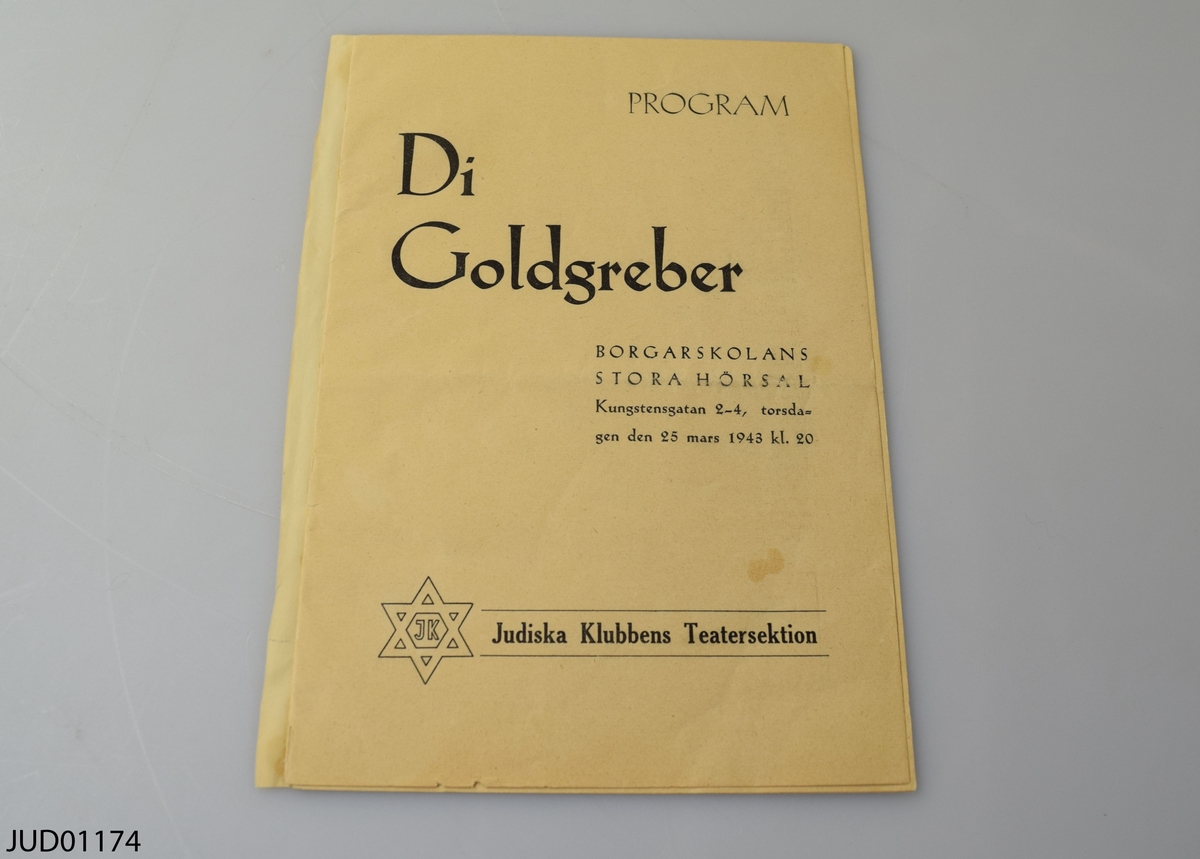 PROGRAM
Di
Goldgreber
BORGARSKOLANS
STORA HÖRSAL
Kungstensgatan 2-4, torsda=
gen den 25 mars 1943 kl. 20
JK
Judiska Klubbens Teatersektion
JUD01174